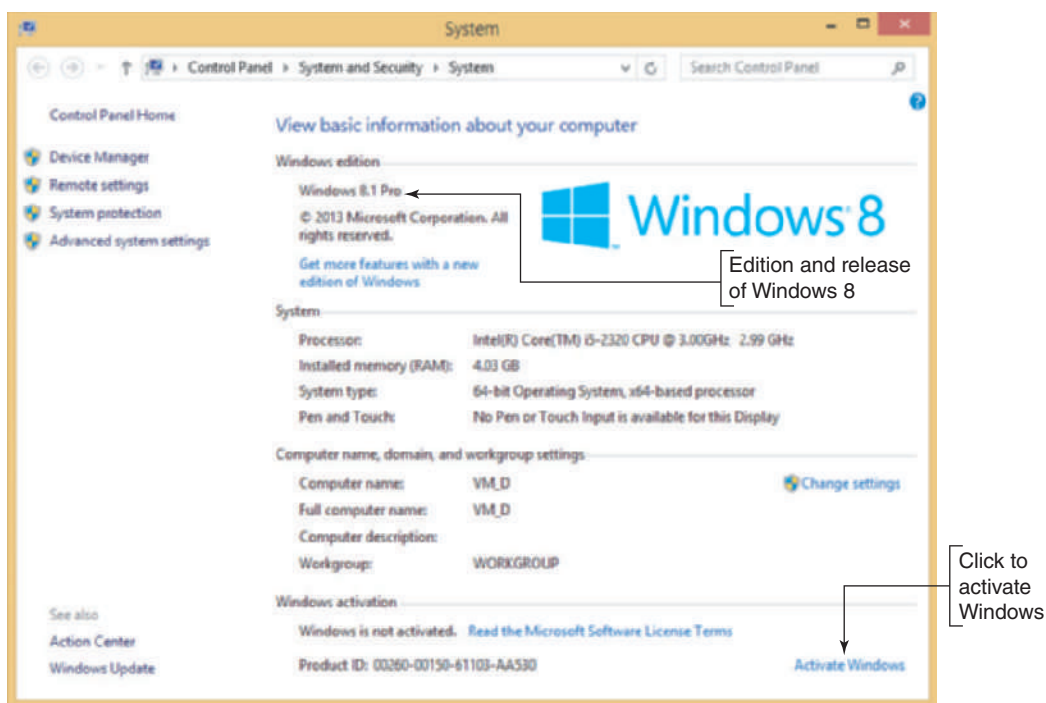 System
Control Panel System and Security System
Search Control Panel
Control Panel Home
Device Manager
Remote settings
System protection
Advanced system settings
See also
Action Center
Windows Update
View basic information about your computer
Windows edition
Windows 8.1 Pro
© 2013 Microsoft Corporation. All
rights reserved.
Get more features with a new
edition of Windows
Windows 8
Edition and release
of Windows 8
System
Processor: Intel(R) Core(TM) i5-2320 CPU @ 3.00GHz 2.99 GHz
Installed memory (RAM): 4.03 GB
System type: 64-bit Operating System, x64-based processor
Pen and Touch: No Pen or Touch Input is available for this Display
Computer name, domain, and workgroup settings
Computer name: VM_D Change settings
Full computer name: VM_D
Computer description:
Workgroup: WORKGROUP
Windows activation
Windows is not activated. Read the Microsoft Software License Terms
Product ID: 00260-00150-61103-AA530 Activate Windows
Click to
activate
Windows